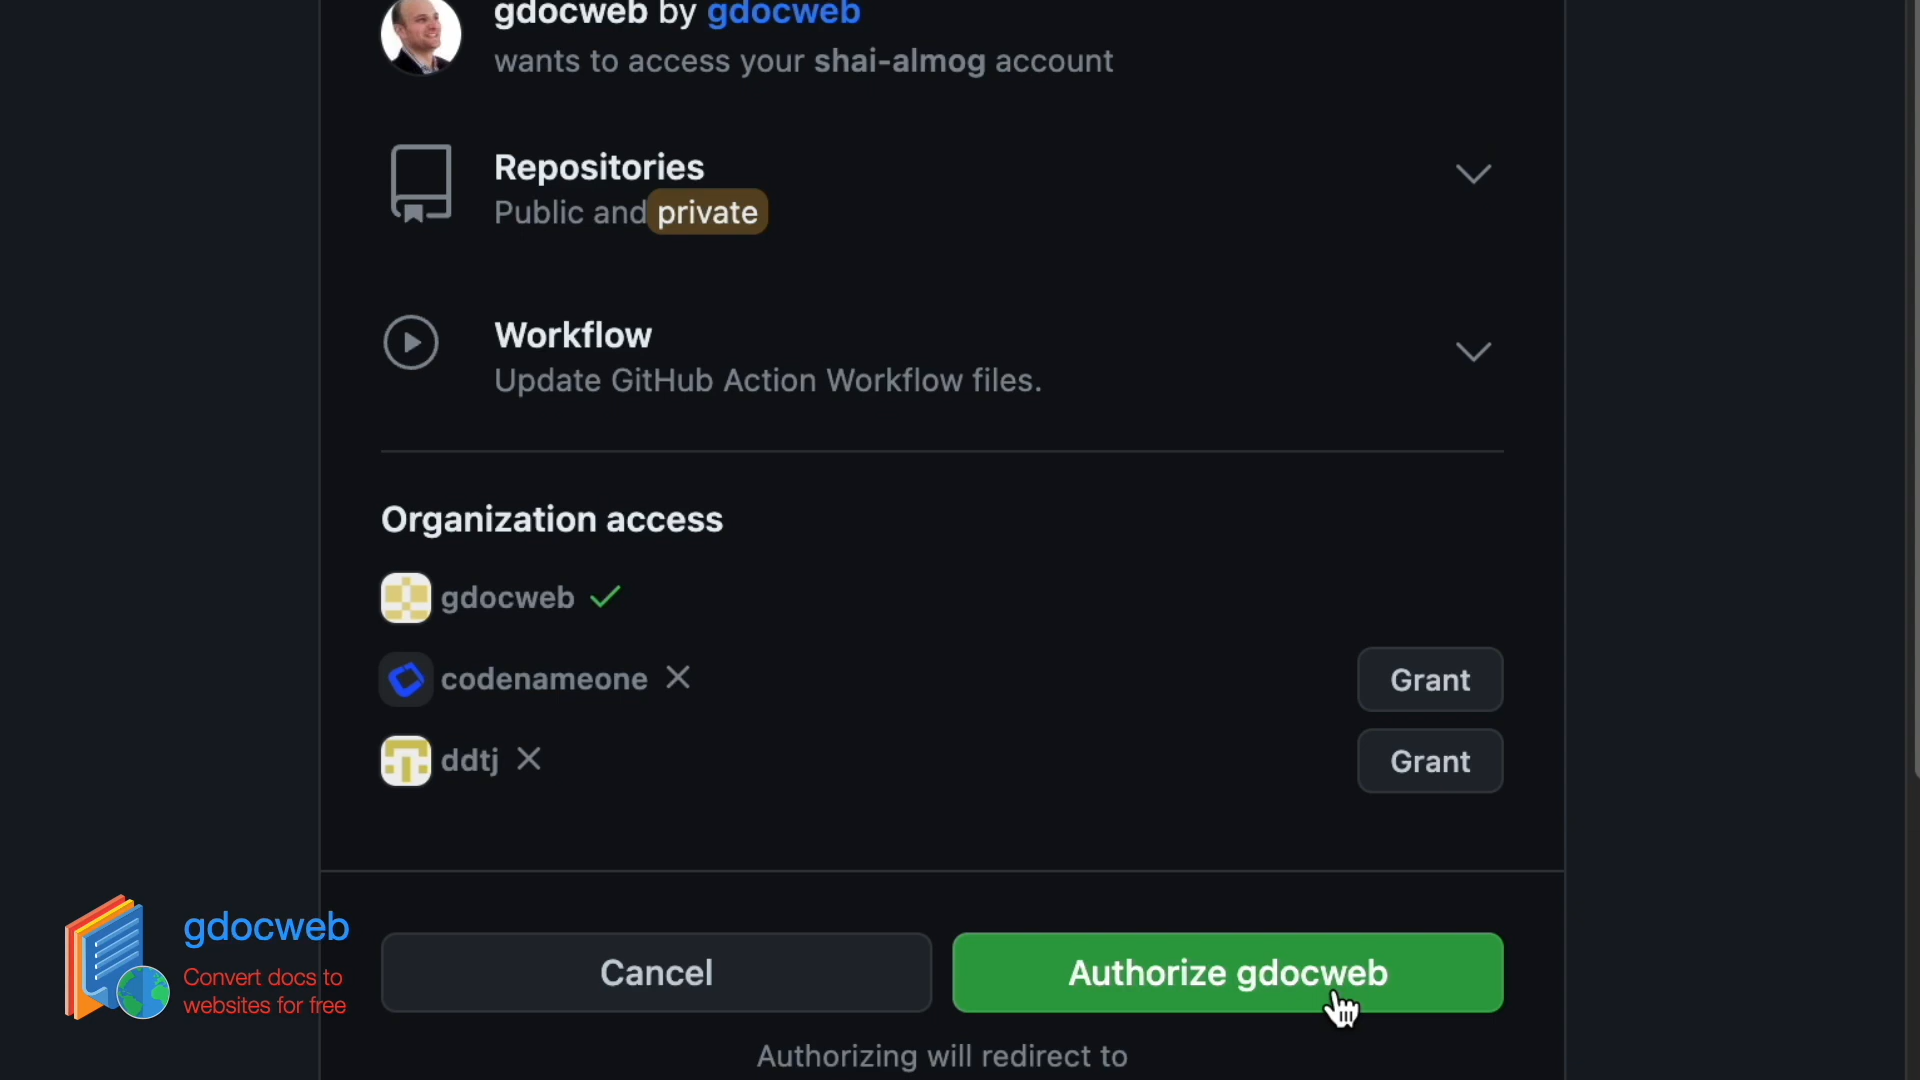 gdocweb by gdocweb
wants to access your shai-almog account
Repositories
Public and private
Workflow
Update GitHub Action Workflow files.
Organization access
gdocweb
codenameone
Grant
ddtj
Grant
gdocweb
Convert docs to
websites for free
Cancel
Authorize gdocweb
Authorizing will redirect to